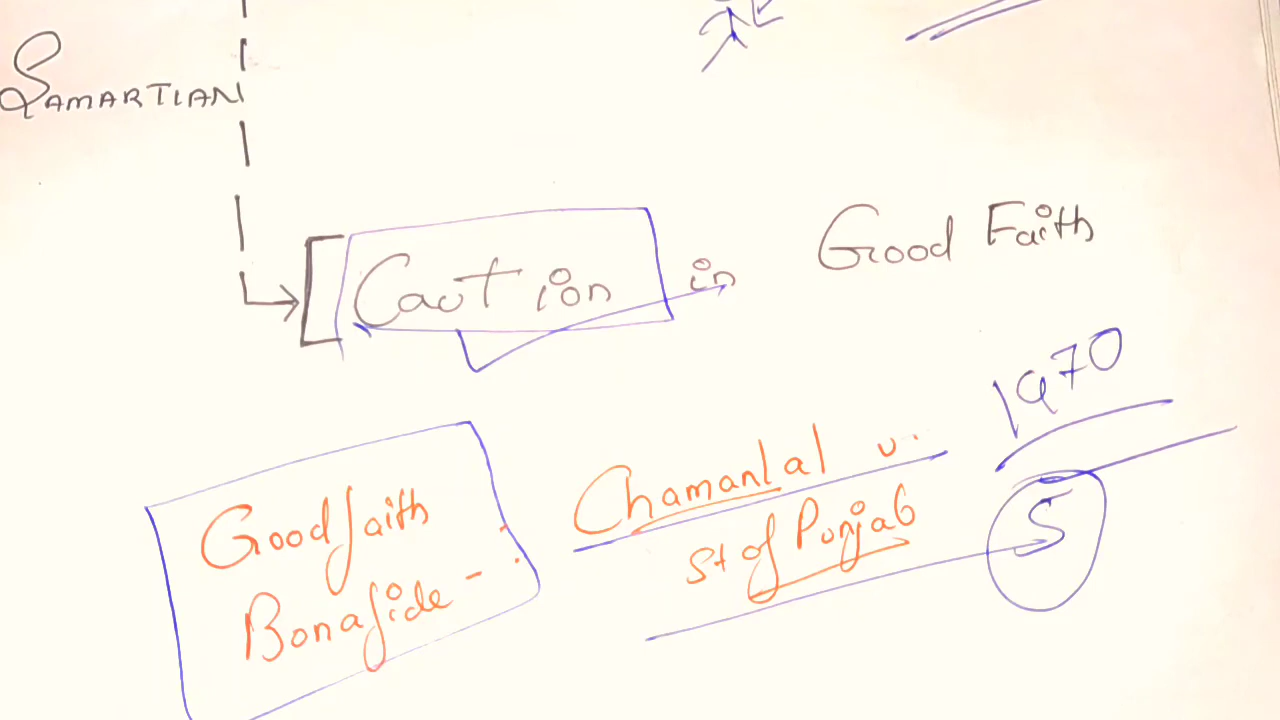 SAMARTIAN
Caution in Good Faith
1970
Chamanlal v.
Good faith
St of Punjab
S
Bonafide -